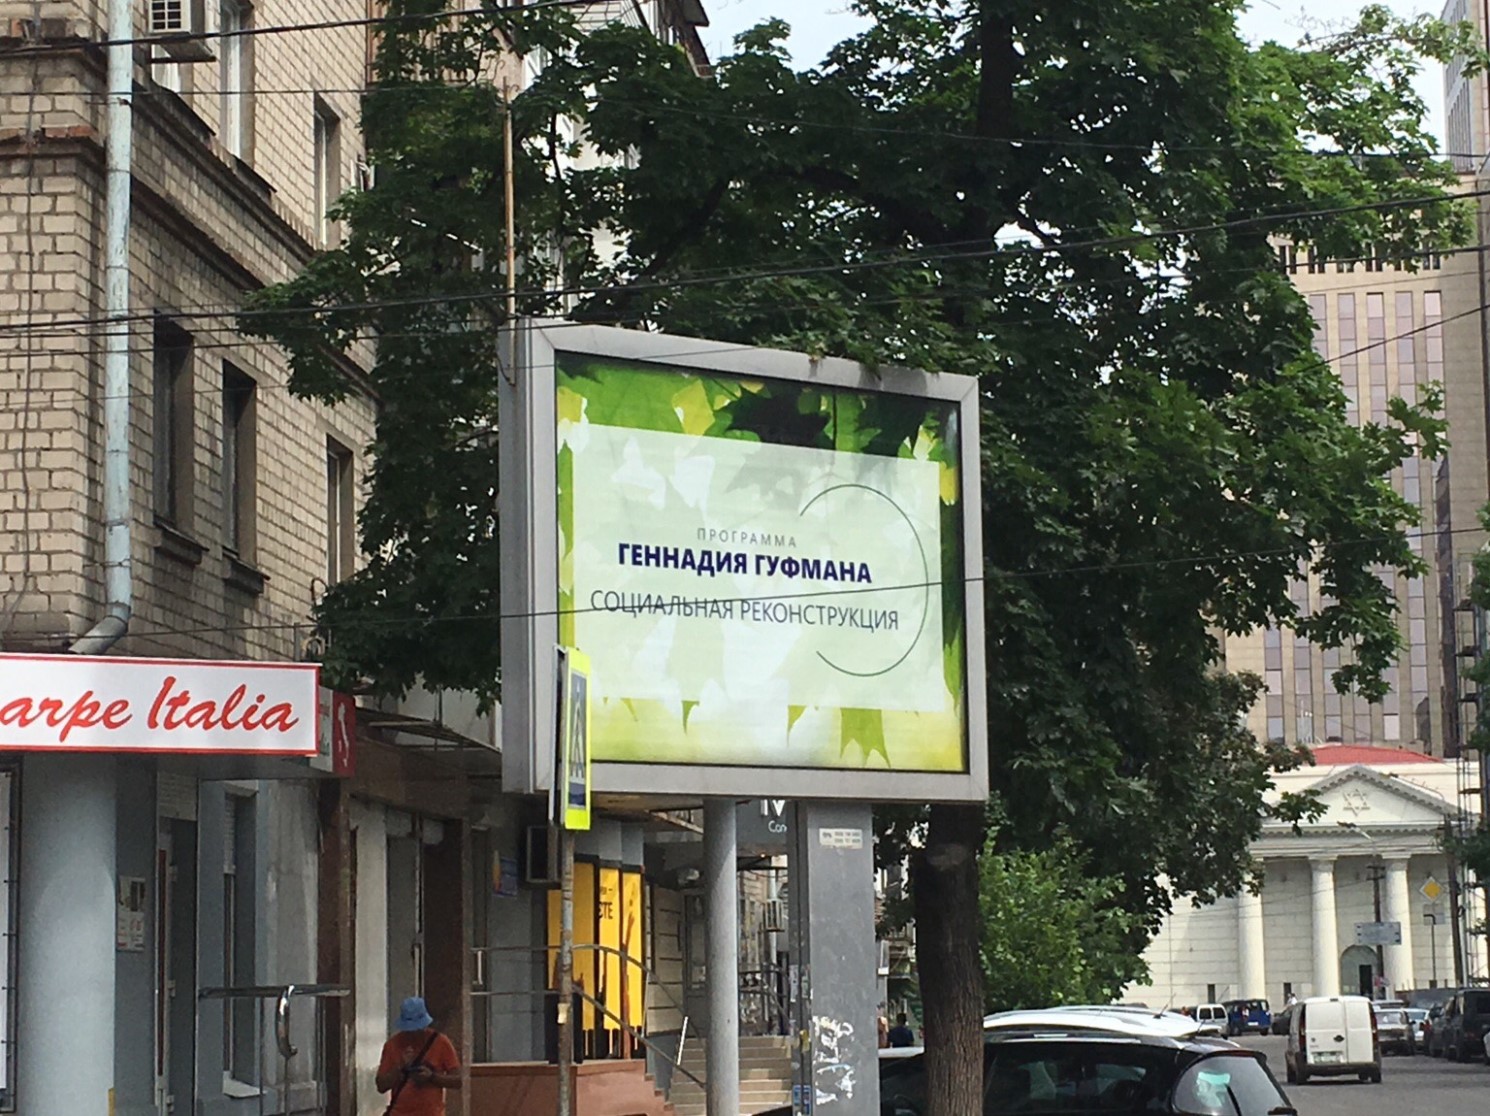 ПРОГРАММА
ГЕННАДИЯ ГУФМАНА
СОЦИАЛЬНАЯ РЕКОНСТРУКЦИЯ
arpe Italia